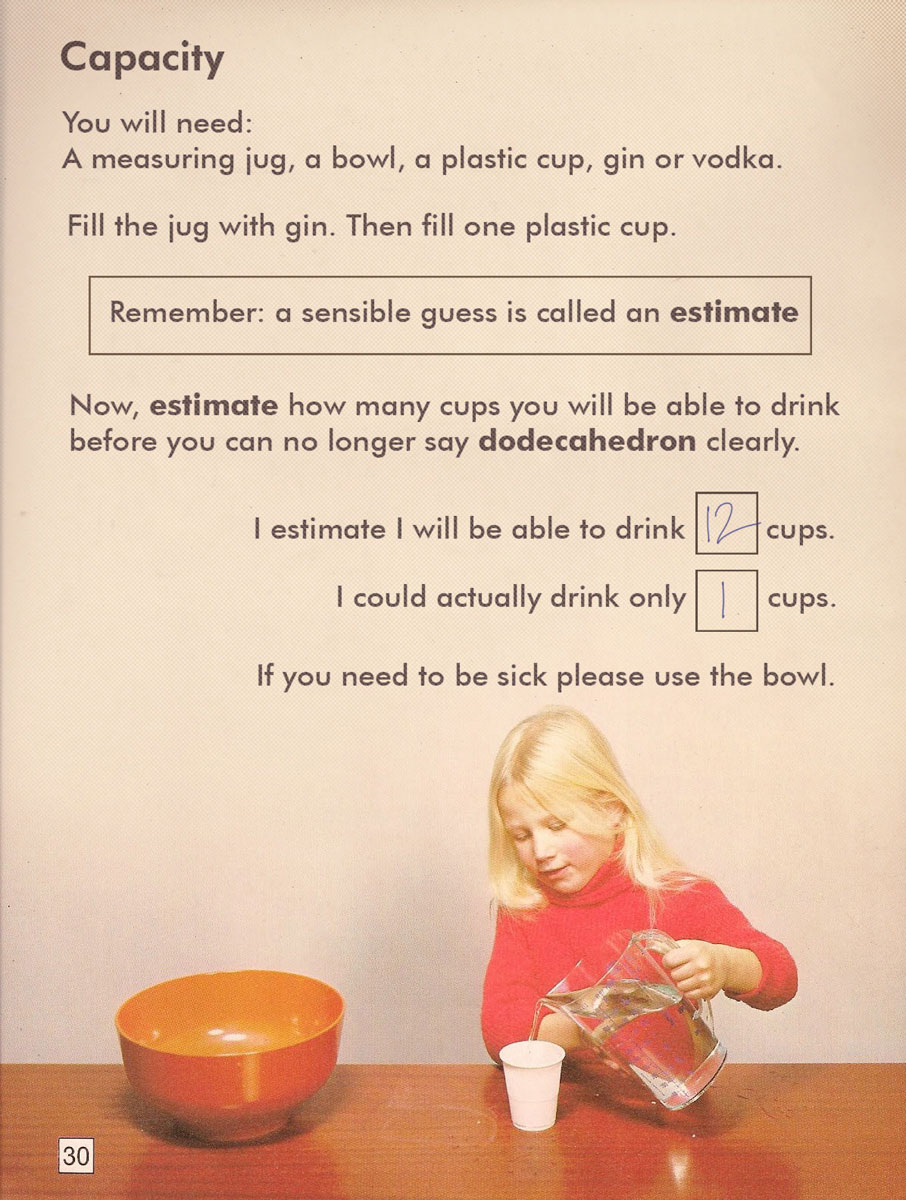 Capacity
You will need:
A measuring jug, a bowl, a plastic cup, gin or vodka.
Fill the jug with gin. Then fill one plastic cup.
Remember: a sensible guess is called an estimate
Now, estimate how many cups you will be able to drink
before you can no longer say dodecahedron clearly.
I estimate I will be able to drink 12 cups.
I could actually drink only 1 cups.
If you need to be sick please use the bowl.
30